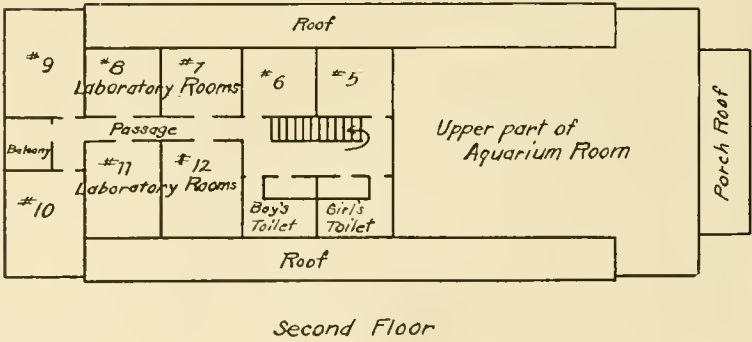 Roof
#9
#8
#7
#6
#5
Laboratory Rooms
Passage
Balcony
Upper part of
Aquarium Room
Porch Roof
#11
#12
Laboratory Rooms
#10
Boy's
Toilet
Girl's
Toilet
Roof
Second Floor